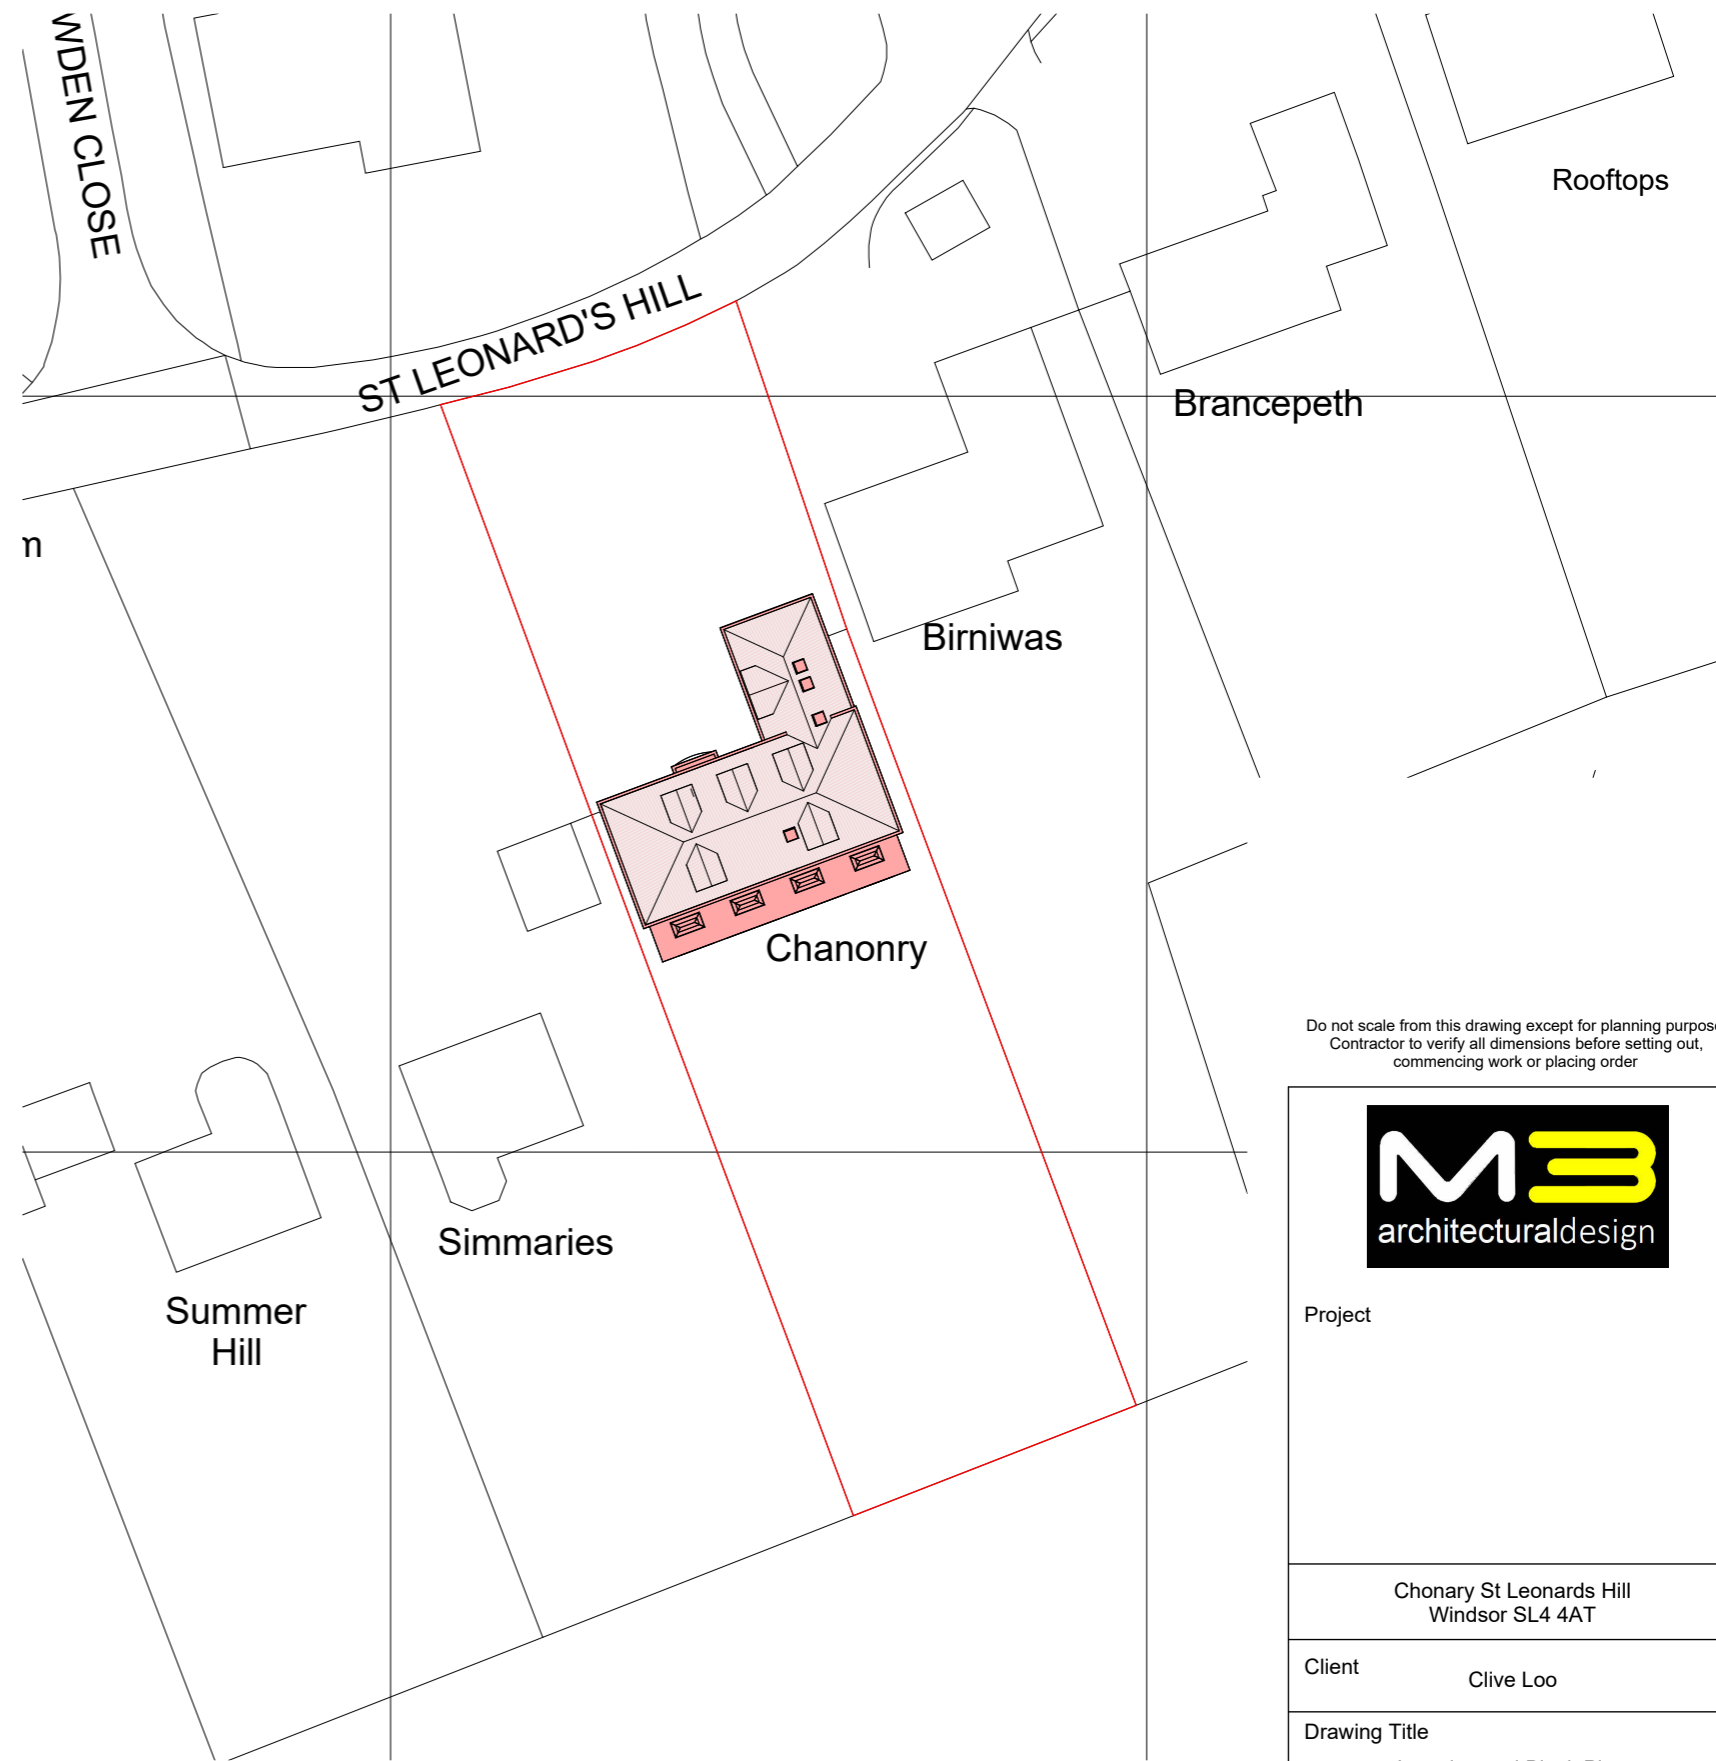 WDEN CLOSE
ST LEONARD'S HILL
Rooftops
Brancepeth
m
Birniwas
Chanonry
Simmaries
Summer
Hill
Do not scale from this drawing except for planning
Contractor to verify all dimensions before setting out,
commencing work or placing order
M3
architecturaldesign
Project
Chonary St Leonards Hill
Windsor SL4 4AT
Client
Clive Loo
Drawing Title